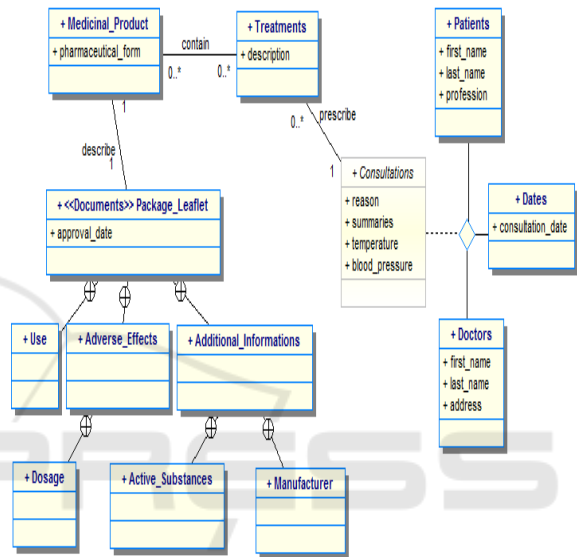 + Medicinal_Product
+ pharmaceutical_form
contain
0..*
0..*
+ Treatments
+ description
+ Patients
+ first_name
+ last_name
+ profession
0..*
prescribe
1
1
describe
1
+ Consultations
+ reason
+ summaries
+ temperature
+ blood_pressure
+ Dates
+ consultation_date
+ <<Documents>> Package_Leaflet
+ approval_date
+ Doctors
+ first_name
+ last_name
+ address
+ Use
+ Adverse_Effects
+ Additional_Informations
+ Dosage
+ Active_Substances
+ Manufacturer
PRESS